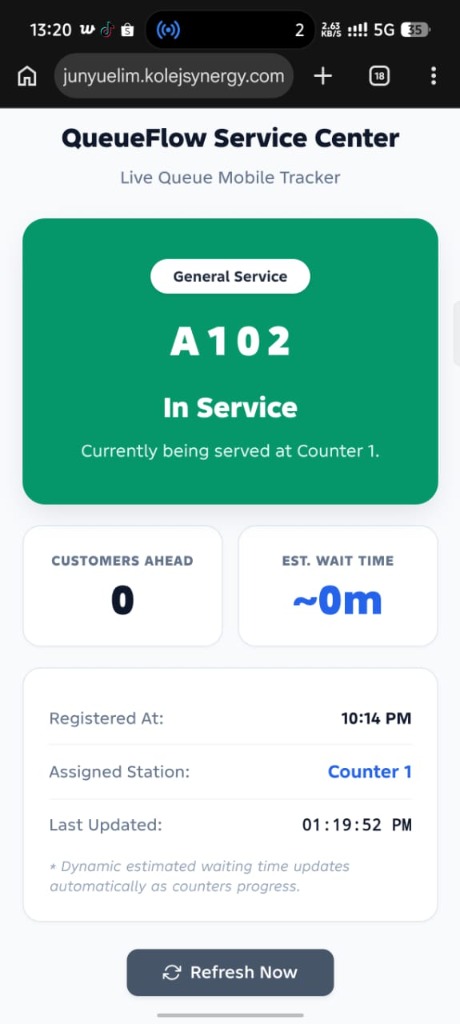 13:20
2
2.63
KB/S
5G
35
junyuelim.kolejsynergy.com
18
QueueFlow Service Center
Live Queue Mobile Tracker
General Service
A102
In Service
Currently being served at Counter 1.
CUSTOMERS AHEAD
0
EST. WAIT TIME
~0m
Registered At:
10:14 PM
Assigned Station:
Counter 1
Last Updated:
01:19:52 PM
* Dynamic estimated waiting time updates
automatically as counters progress.
Refresh Now